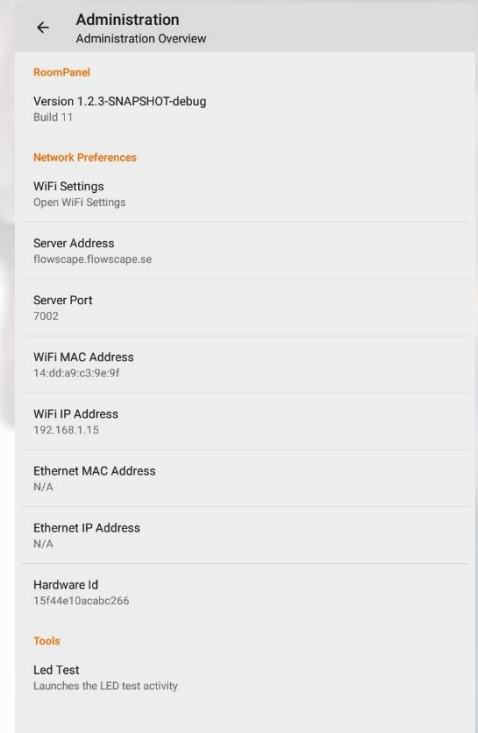 Administration
Administration Overview
RoomPanel
Version 1.2.3-SNAPSHOT-debug
Build 11
Network Preferences
WiFi Settings
Open WiFi Settings
Server Address
flowscape.flowscape.se
Server Port
7002
WiFi MAC Address
14:dd:a9:c3:9e:9f
WiFi IP Address
192.168.1.15
Ethernet MAC Address
N/A
Ethernet IP Address
N/A
Hardware Id
15f44e10acabc266
Tools
Led Test
Launches the LED test activity